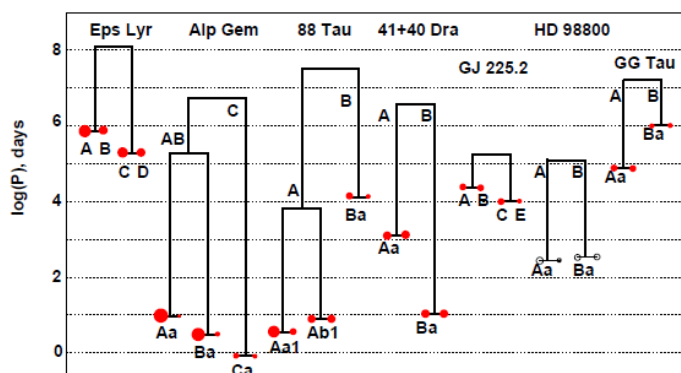 Eps Lyr Alp Gem 88 Tau 41+40 Dra HD 98800
GJ 225.2 GG Tau
log(P), days
8
6
4
2
0
A B
C D
AB
C
Aa
Ba
Ca
A
B
Aa1
Ab1
Ba
A B
Aa
Ba
A B
C E
A B
Aa
Ba
A B
Aa
Ba